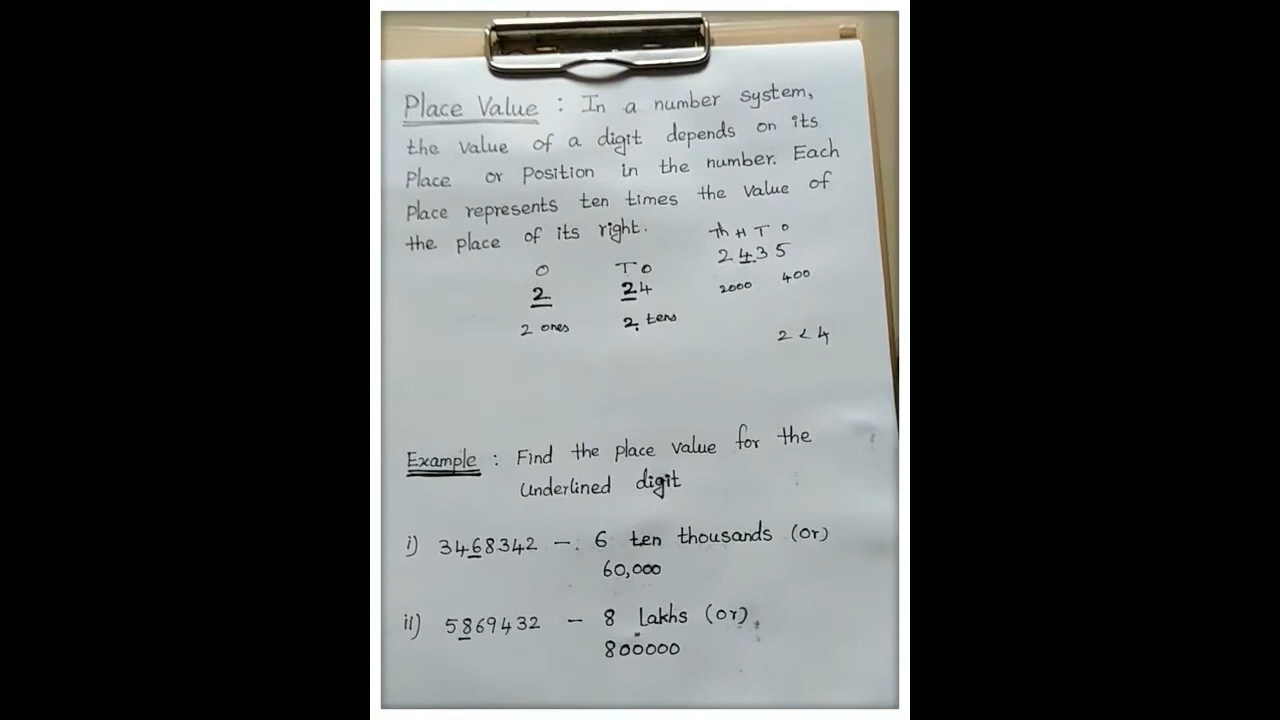 Place Value : In a number system,
the value of a digit depends on its
Place or Position in the number. Each
Place represents ten times the value of
the place of its right.
O
2
2 ones
T O
24
2 tens
Th H T O
2 4 3 5
2000 400
2 < 4
Example : Find the place value for the
Underlined digit
i) 3468342 - 6 ten thousands (or)
60,000
ii) 5869432 - 8 Lakhs (or)
800000